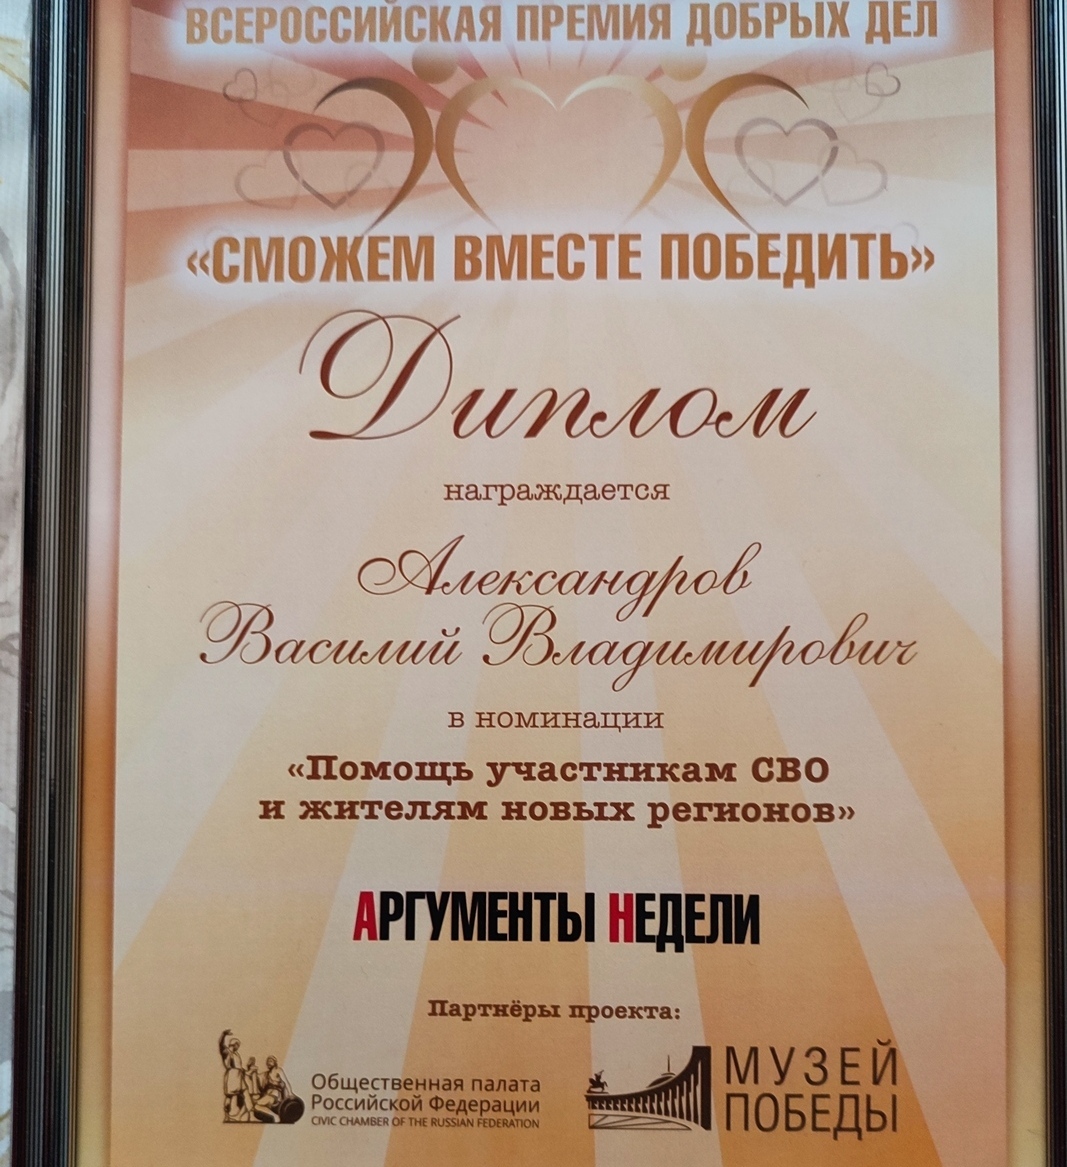 ВСЕРОССИЙСКАЯ ПРЕМИЯ ДОБРЫХ ДЕЛ
«СМОЖЕМ ВМЕСТЕ ПОБЕДИТЬ»
Диплом
награждается
Александров
Василий Владимирович
в номинации
«Помощь участникам СВО
и жителям новых регионов»
АРГУМЕНТЫ НЕДЕЛИ
Партнёры проекта:
Общественная палата
Российской Федерации
CIVIC CHAMBER OF THE RUSSIAN FEDERATION
МУЗЕЙ
ПОБЕДЫ